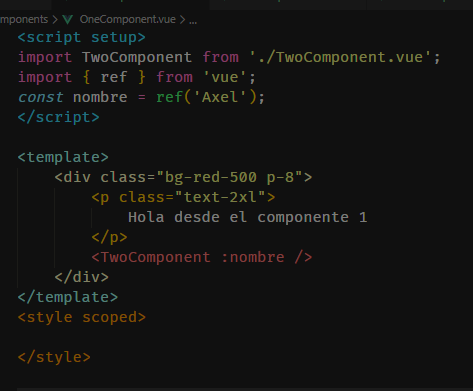 mponents > OneComponent.vue > ...
<script setup>
import TwoComponent from './TwoComponent.vue';
import { ref } from 'vue';
const nombre = ref('Axel');
</script>
<template>
<div class="bg-red-500 p-8">
<p class="text-2xl">
Hola desde el componente 1
</p>
<TwoComponent :nombre />
</div>
</template>
<style scoped>
</style>